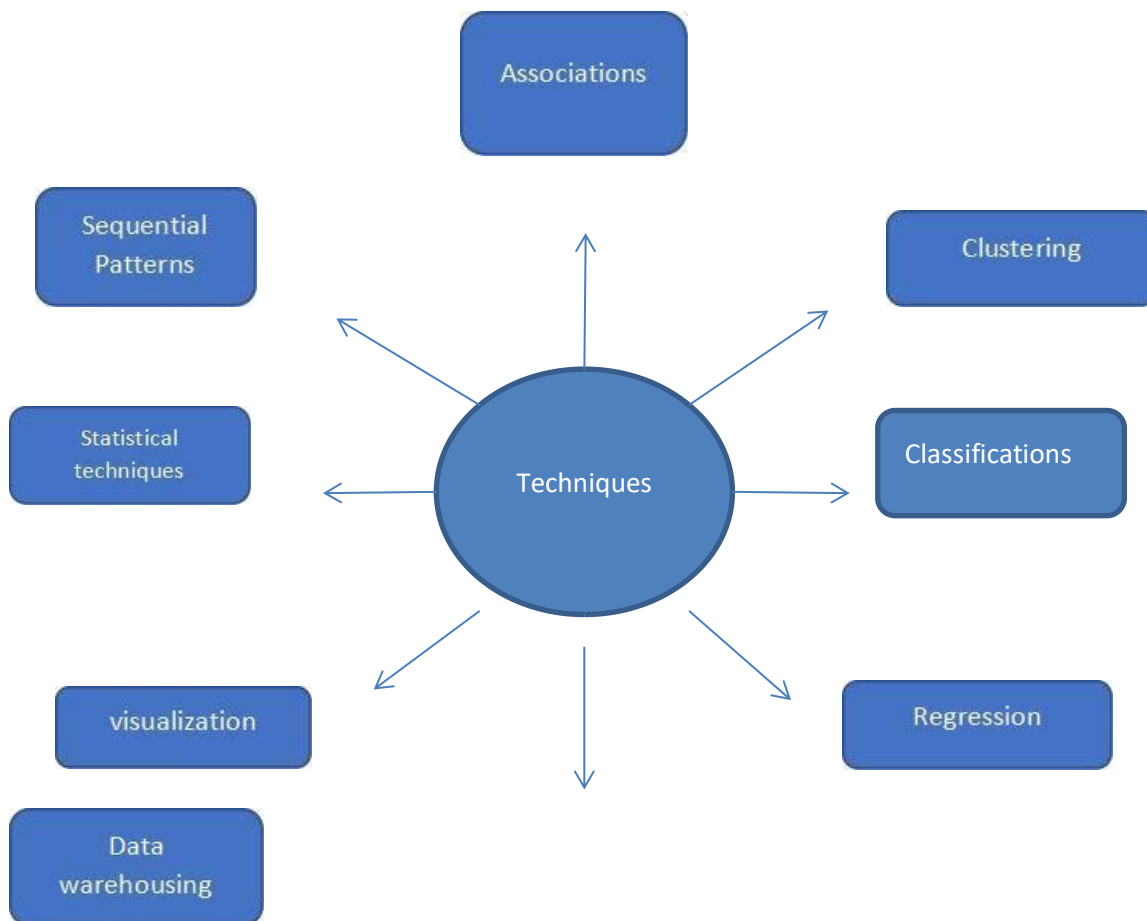 Associations
Sequential
Patterns
Clustering
Statistical
techniques
Techniques
Classifications
visualization
Regression
Data
warehousing